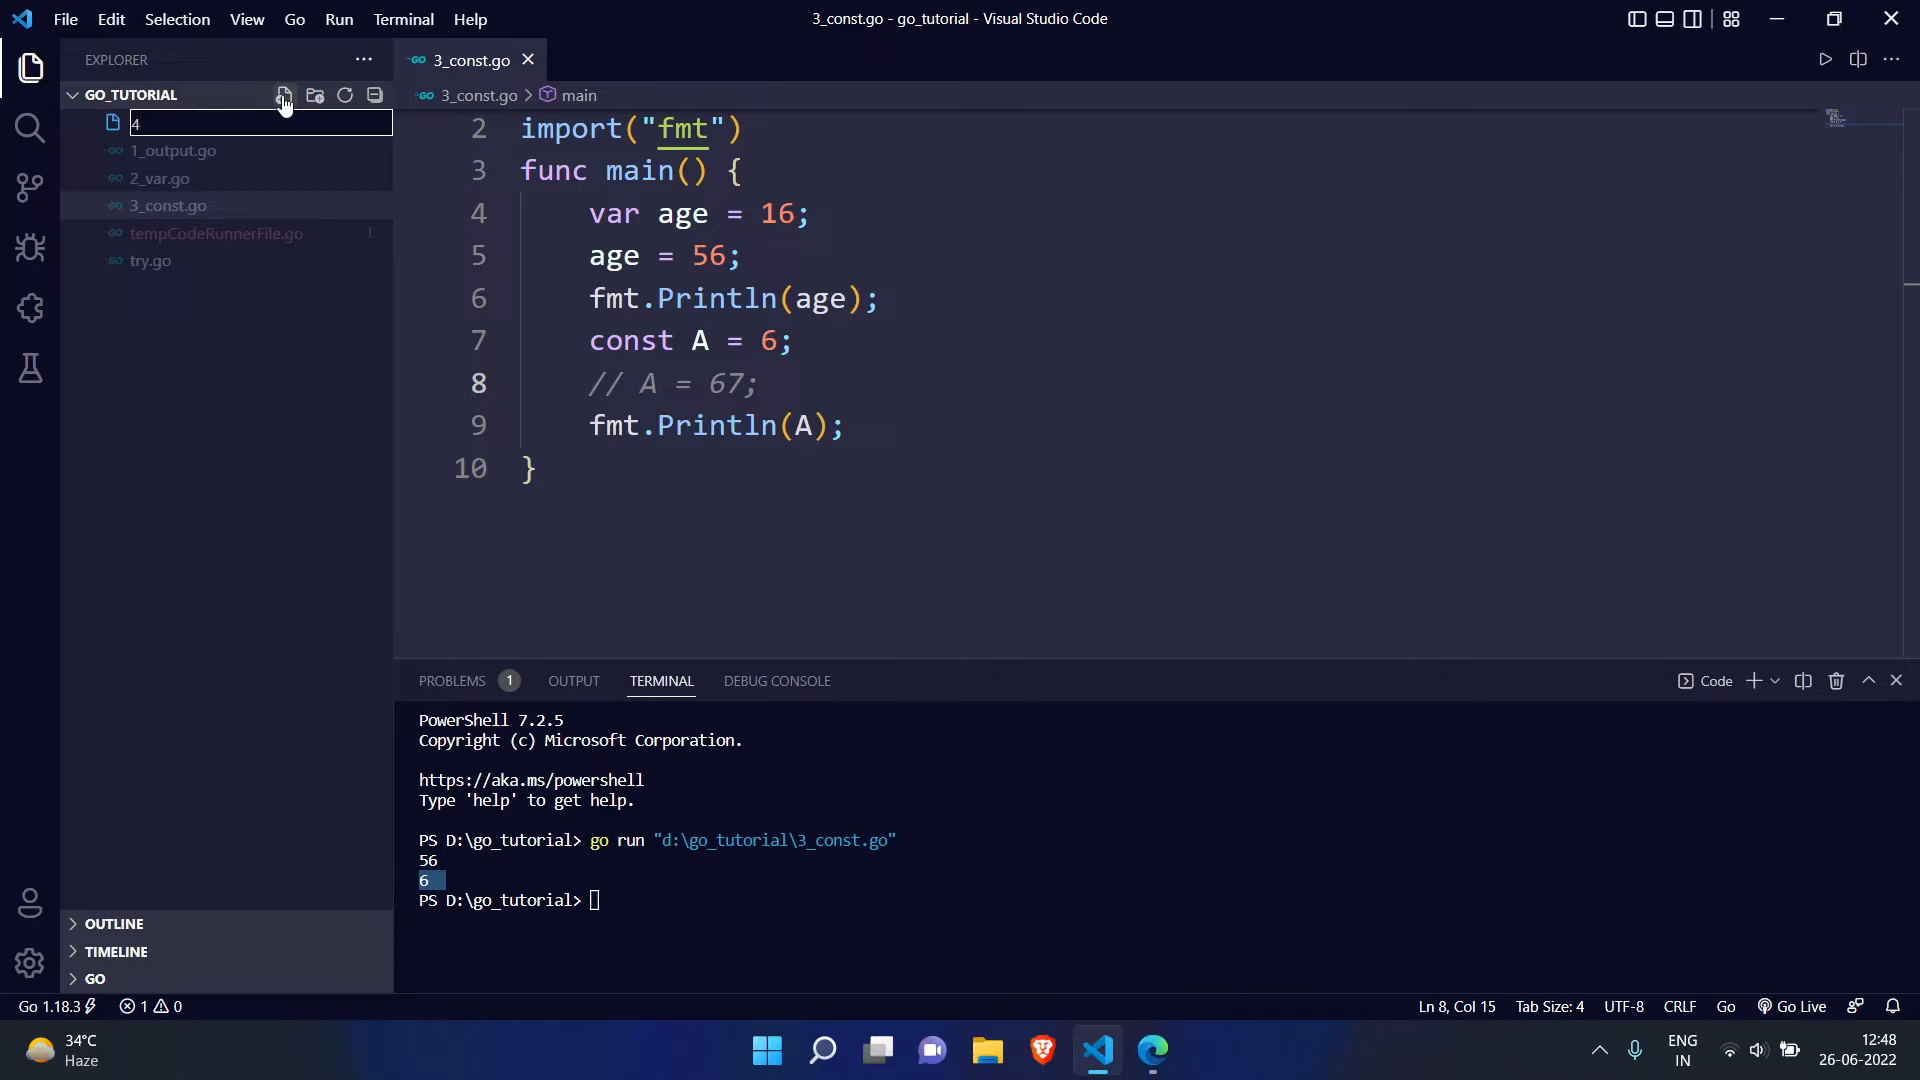 File Edit Selection View Go Run Terminal Help
3_const.go - go_tutorial - Visual Studio Code
EXPLORER
GO_TUTORIAL
4
1_output.go
2_var.go
3_const.go
tempCodeRunnerFile.go 1
try.go
OUTLINE
TIMELINE
GO
3_const.go
3_const.go > main
2 import("fmt")
3 func main() {
4 var age = 16;
5 age = 56;
6 fmt.Println(age);
7 const A = 6;
8 // A = 67;
9 fmt.Println(A);
10 }
PROBLEMS 1 OUTPUT TERMINAL DEBUG CONSOLE
Code
PowerShell 7.2.5
Copyright (c) Microsoft Corporation.
https://aka.ms/powershell
Type 'help' to get help.
PS D:\go_tutorial> go run "d:\go_tutorial\3_const.go"
56
6
PS D:\go_tutorial>
Go 1.18.3 1 0
Ln 8, Col 15 Tab Size: 4 UTF-8 CRLF Go Go Live
34°C
Haze
ENG
IN
12:48
26-06-2022